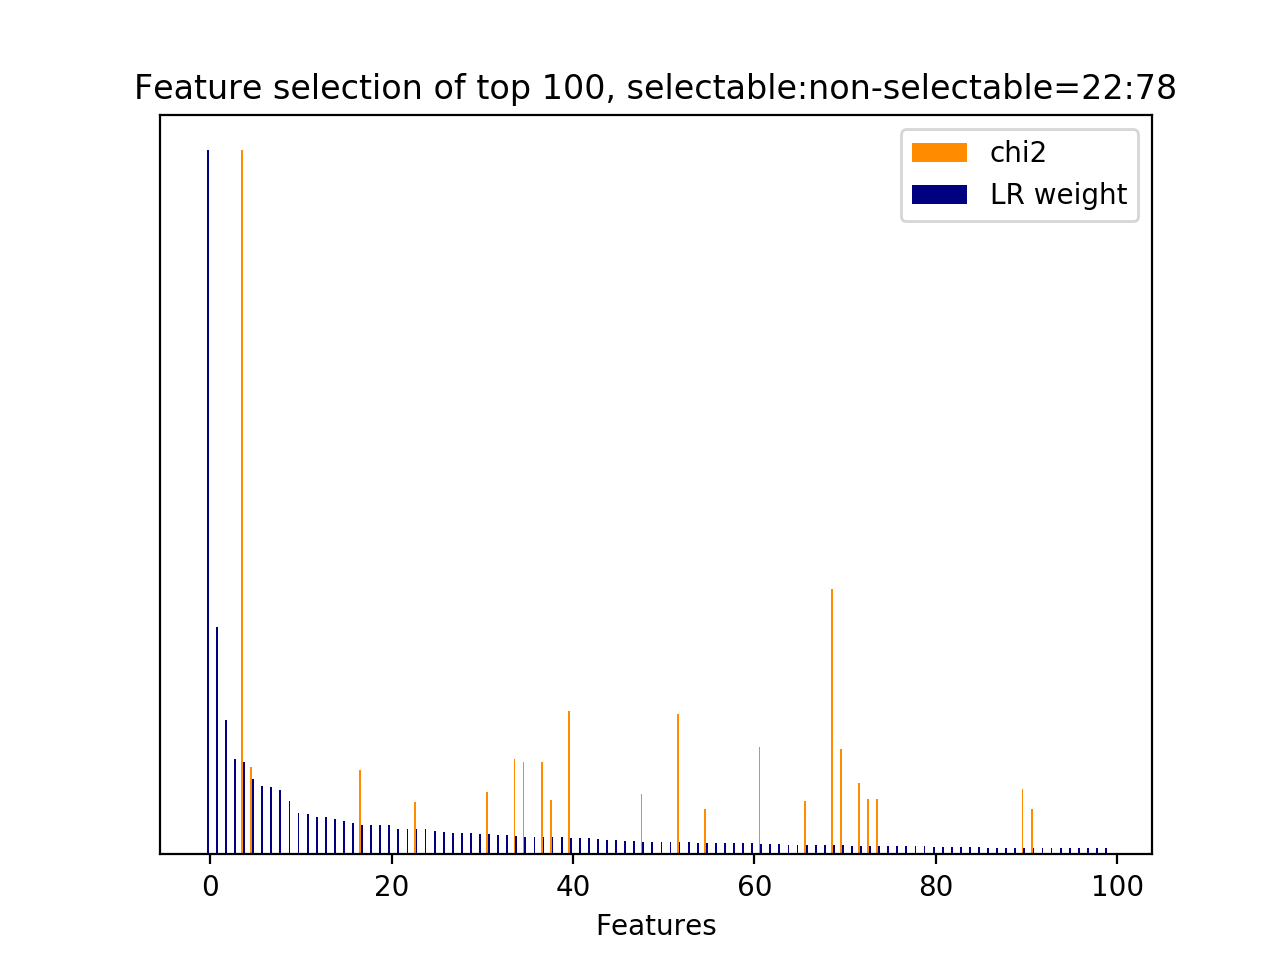 Feature selection of top 100, selectable:non-selectable=22:78
chi2
LR weight
0 20 40 60 80 100
Features